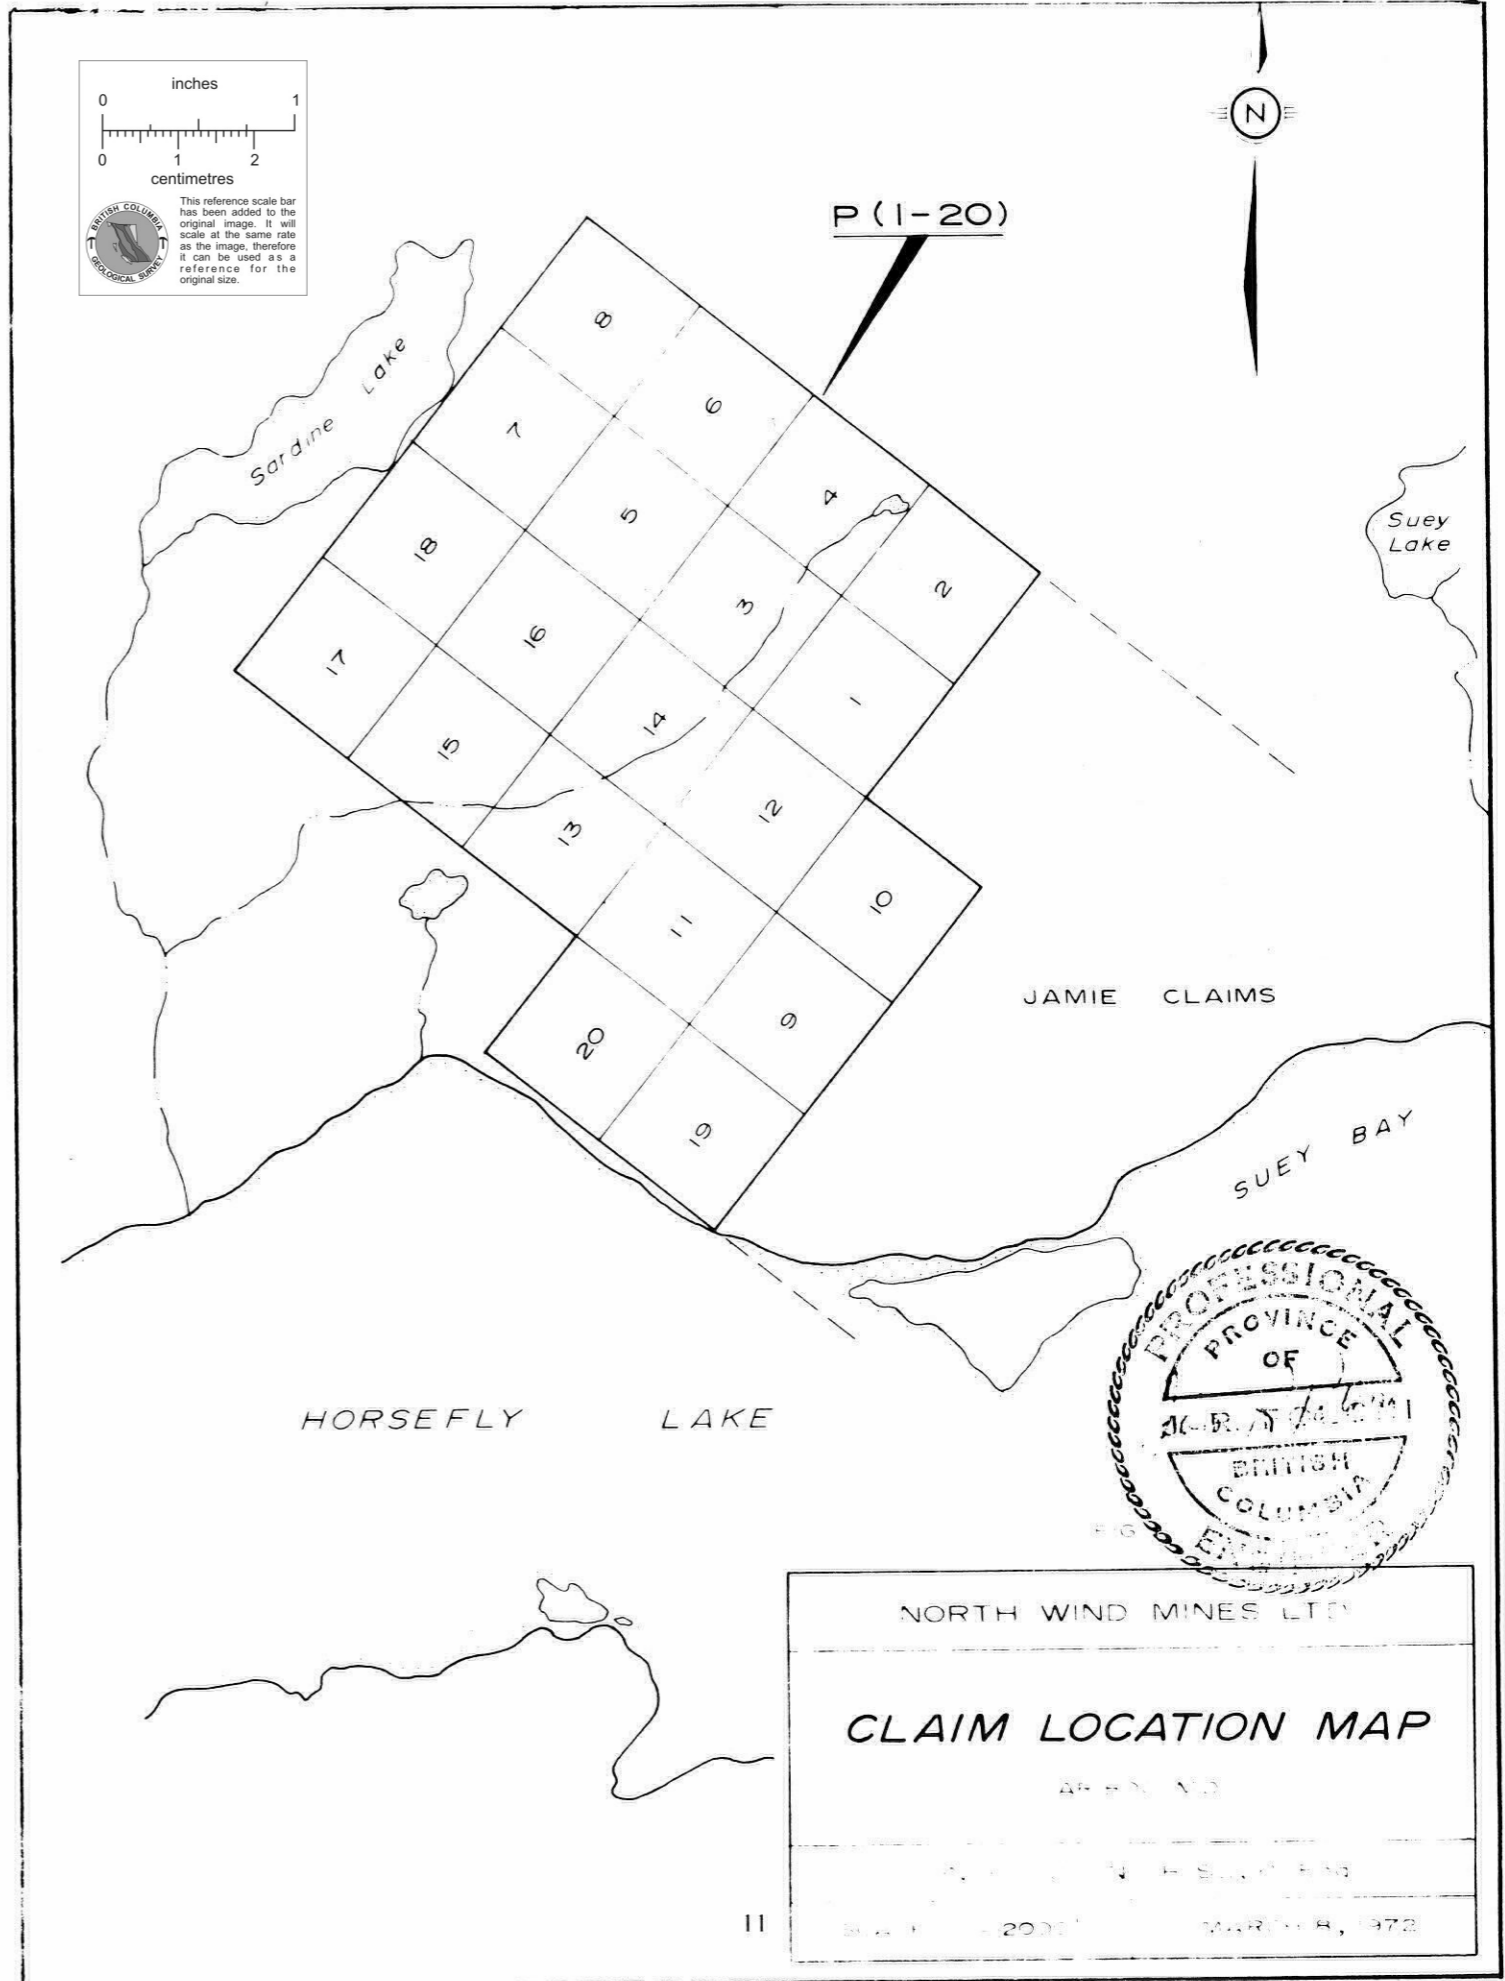 inches
0 1
0 1 2
centimetres
BRITISH COLUMBIA
GEOLOGICAL SURVEY
This reference scale bar
has been added to the
original image. It will
scale at the same rate
as the image, therefore
it can be used as a
reference for the
original size.
N
P (1-20)
Sardine Lake
Suey
Lake
8
6
7
4
5
18
2
3
16
17
1
14
15
12
13
10
11
9
20
19
JAMIE CLAIMS
SUEY BAY
HORSEFLY LAKE
PROFESSIONAL
PROVINCE
OF
BRITISH
COLUMBIA
NORTH WIND MINES LTD
CLAIM LOCATION MAP
8, 972
11